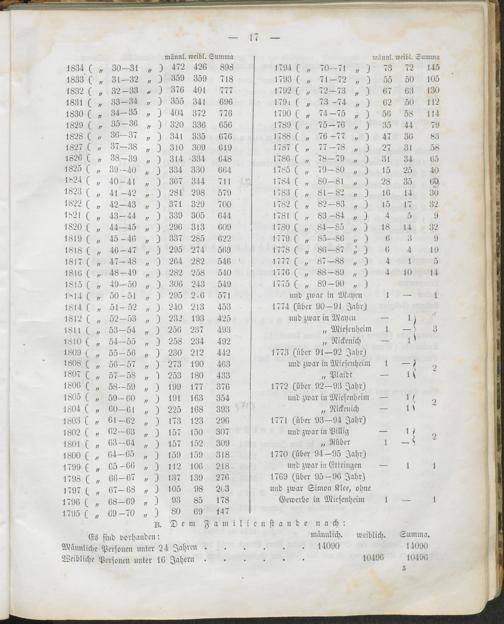 — 17 —
männl. weibl. Summa
1834 ( „ 30—31 „ ) 472 426 898
1833 ( „ 31—32 „ ) 359 359 718
1832 ( „ 32—33 „ ) 376 401 777
1831 ( „ 33—34 „ ) 355 341 696
1830 ( „ 34—35 „ ) 404 372 776
1829 ( „ 35—36 „ ) 320 336 656
1828 ( „ 36—37 „ ) 341 335 676
1827 ( „ 37—38 „ ) 310 309 619
1826 ( „ 38—39 „ ) 314 334 648
1825 ( „ 39—40 „ ) 334 330 664
1824 ( „ 40—41 „ ) 367 344 711
1823 ( „ 41—42 „ ) 281 298 579
1822 ( „ 42—43 „ ) 371 329 700
1821 ( „ 43—44 „ ) 339 305 644
1820 ( „ 44—45 „ ) 296 313 609
1819 ( „ 45—46 „ ) 337 285 622
1818 ( „ 46—47 „ ) 295 274 569
1817 ( „ 47—48 „ ) 264 282 546
1816 ( „ 48—49 „ ) 282 258 540
1815 ( „ 49—50 „ ) 306 243 549
1814 ( „ 50—51 „ ) 295 2 6 571
1814 ( „ 51—52 „ ) 240 213 453
1812 ( „ 52—53 „ ) 232 193 425
1811 ( „ 53—54 „ ) 256 237 493
1810 ( „ 54—55 „ ) 258 234 492
1809 ( „ 55—56 „ ) 230 212 442
1808 ( „ 56—57 „ ) 273 190 463
1807 ( „ 57—58 „ ) 253 180 433
1806 ( „ 58—59 „ ) 199 177 376
1805 ( „ 59—60 „ ) 191 163 354
1804 ( „ 60—61 „ ) 225 168 393
1803 ( „ 61—62 „ ) 173 123 296
1802 ( „ 62—63 „ ) 157 150 307
1801 ( „ 63—64 „ ) 157 152 309
1800 ( „ 64—65 „ ) 159 159 318
1799 ( „ 65—66 „ ) 112 106 218
1798 ( „ 66—67 „ ) 137 139 276
1797 ( „ 67—68 „ ) 105 98 203
1796 ( „ 68—69 „ ) 93 85 178
1795 ( „ 69—70 „ ) 80 69 147
männl. weibl. Summa
1794 ( „ 70—71 „ ) 73 72 145
1793 ( „ 71—72 „ ) 55 50 105
1792 ( „ 72—73 „ ) 67 63 130
1791 ( „ 73—74 „ ) 62 50 112
1790 ( „ 74—75 „ ) 56 58 114
1789 ( „ 75—76 „ ) 35 44 79
1788 ( „ 76—77 „ ) 47 36 83
1787 ( „ 77—78 „ ) 27 31 58
1786 ( „ 78—79 „ ) 31 34 65
1785 ( „ 79—80 „ ) 15 25 40
1784 ( „ 80—81 „ ) 28 35 60
1783 ( „ 81—82 „ ) 16 14 30
1782 ( „ 82—83 „ ) 15 17 32
1781 ( „ 83—84 „ ) 4 5 9
1780 ( „ 84—85 „ ) 18 14 32
1779 ( „ 85—86 „ ) 6 3 9
1778 ( „ 86—87 „ ) 6 4 10
1777 ( „ 87—88 „ ) 4 1 5
1776 ( „ 88—89 „ ) 4 10 14
1775 ( „ 89—90 „ )
und zwar in Mayen 1 — 1
1774 (über 90—91 Jahr)
und zwar in Mayen — 1
„ Miesenheim 1 — 3
„ Nickenich — 1
1773 (über 91—92 Jahr)
und zwar in Miesenheim 1 — 2
„ Plaidt — 1
1772 (über 92—93 Jahr)
und zwar in Miesenheim — 1 2
„ Nickenich — 1
1771 (über 93—94 Jahr)
und zwar in Pillig — 1 2
„ Rüber 1 —
1770 (über 94—95 Jahr)
und zwar in Ettringen — 1 1
1769 (über 95—96 Jahr)
und zwar Simon Klee, ohne
Gewerbe in Miesenheim 1 — 1
B. Dem Familienstande nach:
Es sind vorhanden: männlich. weiblich. Summa.
Männliche Personen unter 24 Jahren . . . . . 14090 14090
Weibliche Personen unter 16 Jahren . . . . . 10496 10496